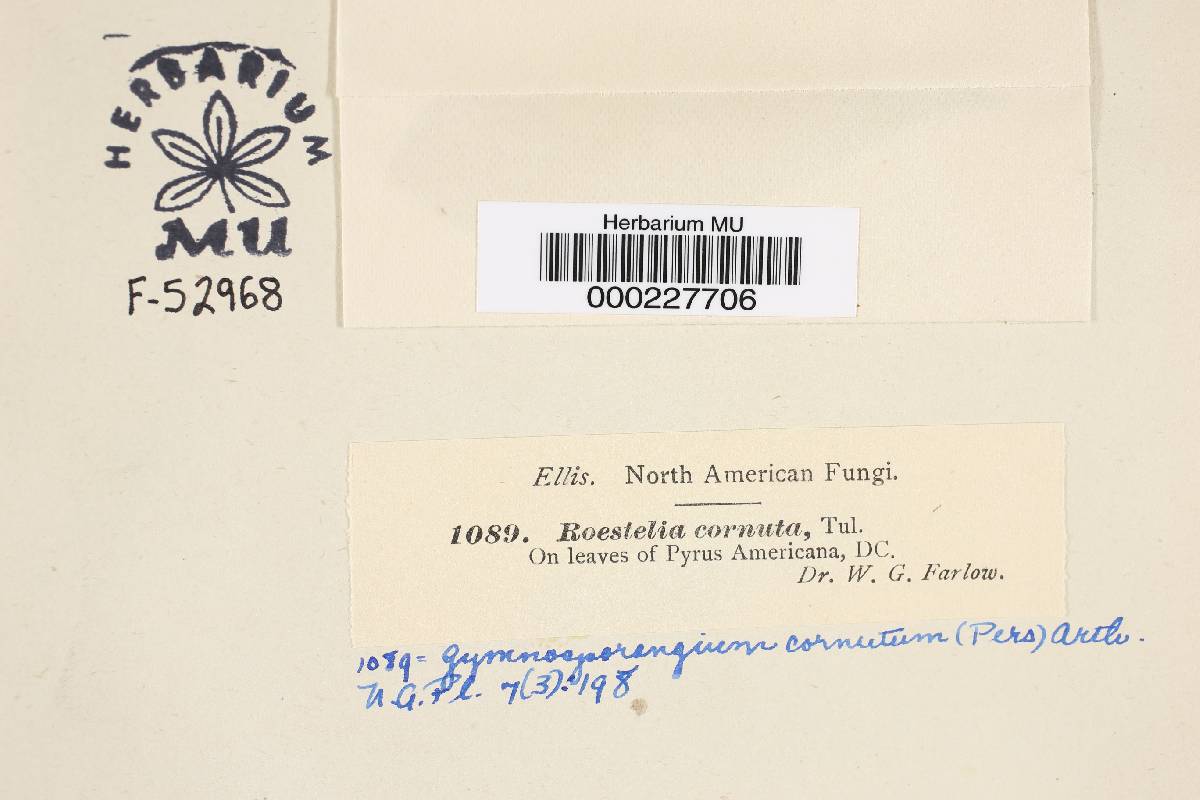 HERBARIUM
MU
F-52968
Herbarium MU
000227706
Ellis. North American Fungi.
1089. Roestelia cornuta, Tul.
On leaves of Pyrus Americana, DC.
Dr. W. G. Farlow.
1089 = Gymnosporangium cornutum (Pers) Arth.
N.A.Fl. 7(3):198